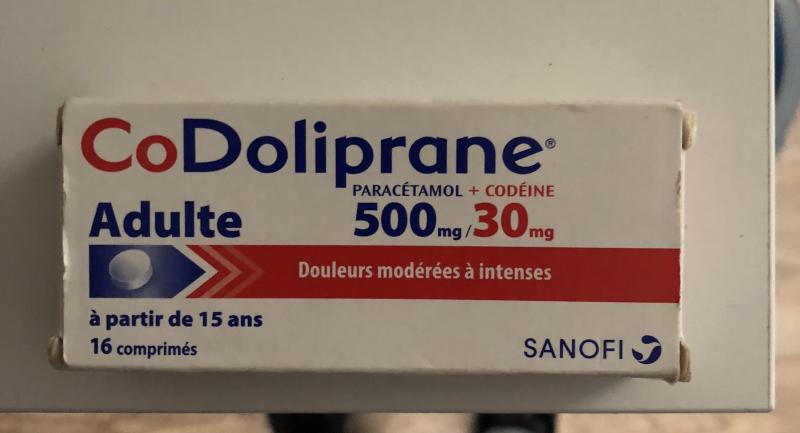 CoDoliprane®
PARACÉTAMOL + CODÉINE
Adulte 500mg/30mg
Douleurs modérées à intenses
à partir de 15 ans
16 comprimés
SANOFI